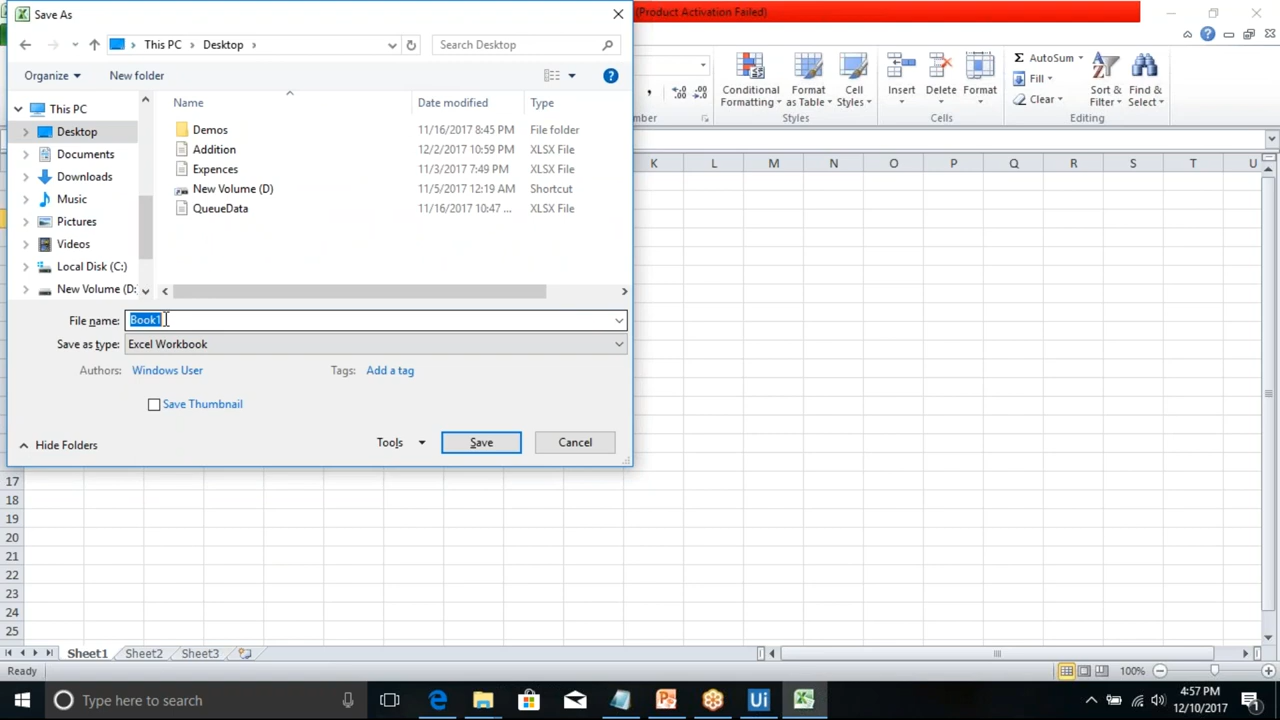 Save As
(Product Activation Failed)
This PC
Desktop
Search Desktop
Organize
New folder
AutoSum
Fill
Clear
Conditional Formatting
Format as Table
Cell Styles
Insert
Delete
Format
Sort & Filter
Find & Select
mber
Styles
Cells
Editing
This PC
Desktop
Documents
Downloads
Music
Pictures
Videos
Local Disk (C:)
New Volume (D:
Name
Date modified
Type
Demos
11/16/2017 8:45 PM
File folder
Addition
12/2/2017 10:59 PM
XLSX File
Expences
11/3/2017 7:49 PM
XLSX File
New Volume (D)
11/5/2017 12:19 AM
Shortcut
QueueData
11/16/2017 10:47 ...
XLSX File
K L M N O P Q R S T U
File name:
Book1
Save as type:
Excel Workbook
Authors:
Windows User
Tags:
Add a tag
Save Thumbnail
Hide Folders
Tools
Save
Cancel
17
18
19
20
21
22
23
24
25
Sheet1
Sheet2
Sheet3
Ready
100%
Type here to search
Ui
4:57 PM
12/10/2017
1